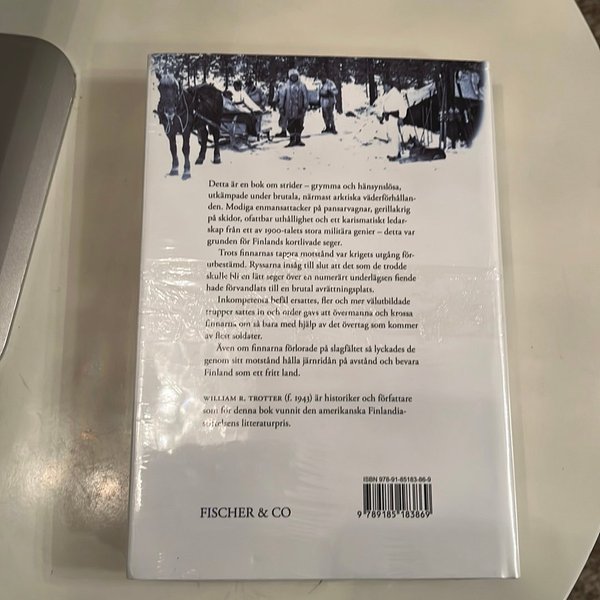 Detta är en bok om strider – grymma och hänsynslösa,
utkämpade under brutala, närmast arktiska väderförhållan-
den. Modiga enmansattacker på pansarvagnar, gerillakrig
på skidor, ofattbar uthållighet och ett karismatiskt ledar-
skap från ett av 1900-talets stora militära genier – detta var
grunden för Finlands kortlivade seger.
Trots finnarnas tappra motstånd var krigets utgång för-
utbestämd. Ryssarna insåg till slut att det som de trodde
skulle bli en lätt seger över en numerärt underlägsen fiende
hade förvandlats till en brutal avrättningsplats.
Inkompetenta befäl ersattes, fler och mer välutbildade
trupper sattes in och order gavs att övermanna och krossa
finnarna om så bara med hjälp av det övertag som kommer
av flest soldater.
Även om finnarna förlorade på slagfältet så lyckades de
genom sitt motstånd hålla järnridån på avstånd och bevara
Finland som ett fritt land.
WILLIAM R. TROTTER (f. 1943) är historiker och författare
som för denna bok vunnit den amerikanska Finlandia-
stiftelsens litteraturpris.
ISBN 978-91-85183-86-9
FISCHER & CO
9 789185 183869